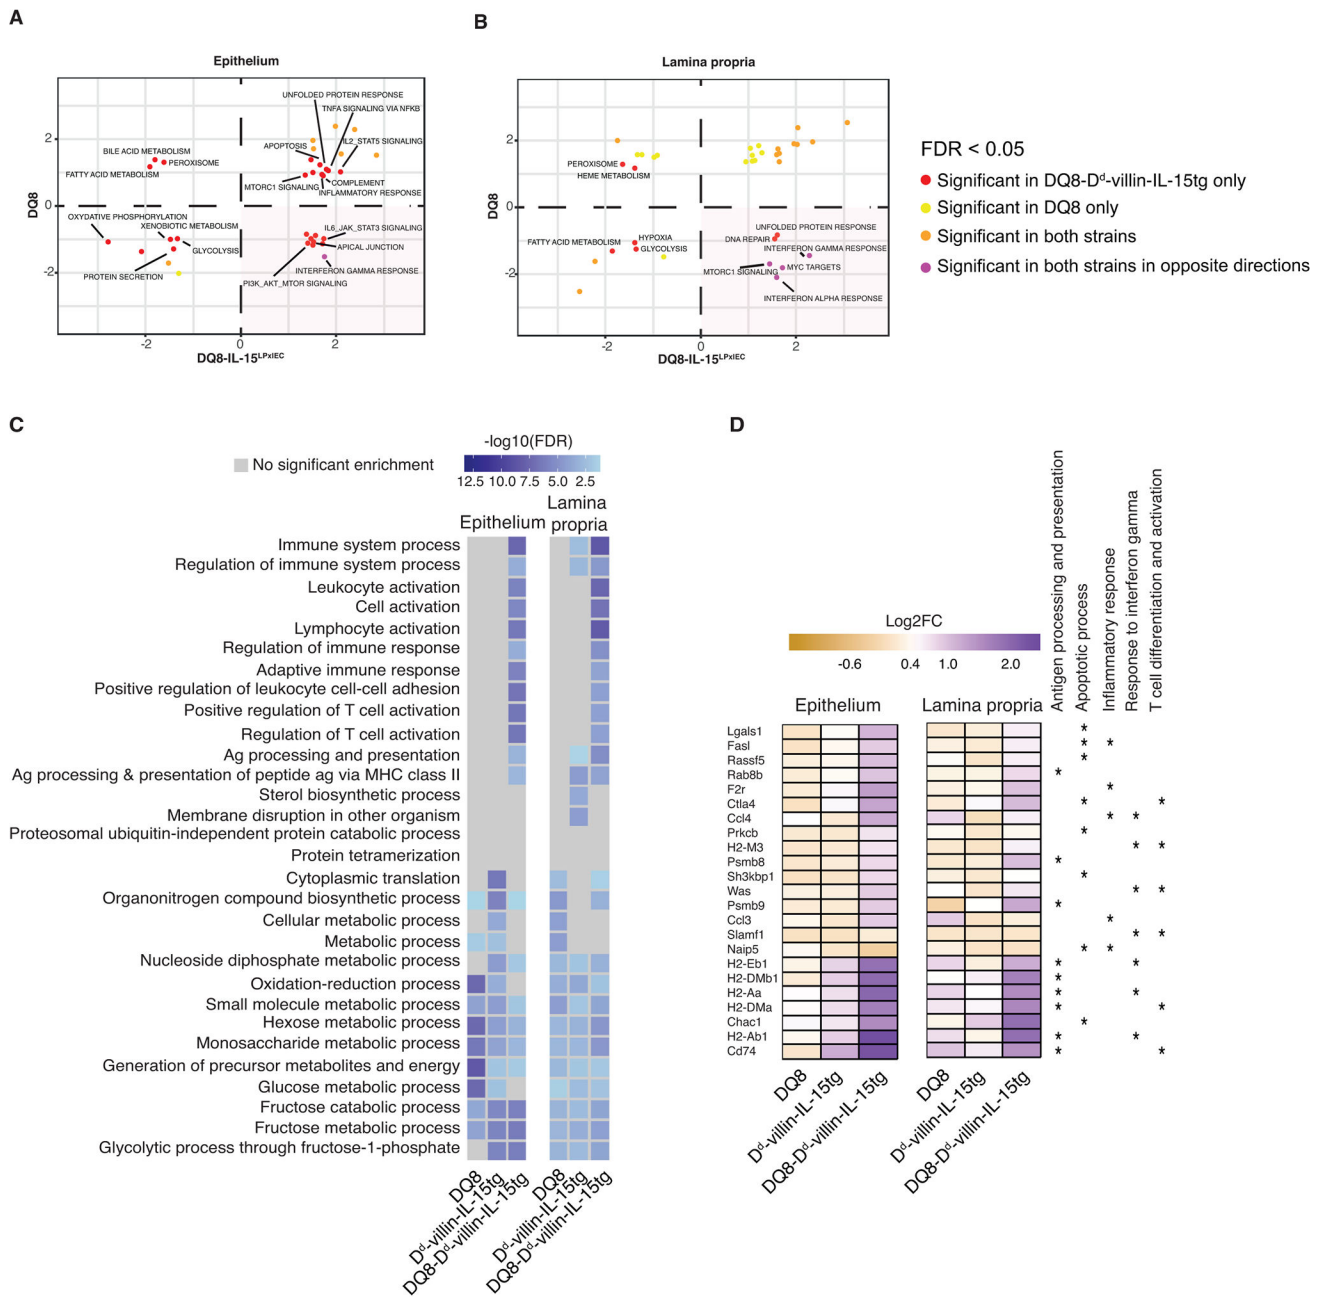 A
B
Epithelium
UNFOLDED PROTEIN RESPONSE
TNFA SIGNALING VIA NFKB
APOPTOSIS
IL2_STAT5 SIGNALING
BILE ACID METABOLISM
PEROXISOME
FATTY ACID METABOLISM
MTORC1 SIGNALING
COMPLEMENT
INFLAMMATORY RESPONSE
OXYDATIVE PHOSPHORYLATION
XENOBIOTIC METABOLISM
GLYCOLYSIS
PROTEIN SECRETION
IL6_JAK_STAT3 SIGNALING
APICAL JUNCTION
INTERFERON GAMMA RESPONSE
PI3K_AKT_MTOR SIGNALING
2
0
-2
DQ8
-2
0
2
DQ8-IL-15LPxIEC
Lamina propria
PEROXISOME
HEME METABOLISM
FATTY ACID METABOLISM
HYPOXIA
GLYCOLYSIS
UNFOLDED PROTEIN RESPONSE
DNA REPAIR
INTERFERON GAMMA RESPONSE
MTORC1 SIGNALING
MYC TARGETS
INTERFERON ALPHA RESPONSE
2
0
-2
DQ8
-2
0
2
DQ8-IL-15LPxIEC
FDR < 0.05
Significant in DQ8-Dd-villin-IL-15tg only
Significant in DQ8 only
Significant in both strains
Significant in both strains in opposite directions
C
-log10(FDR)
No significant enrichment
12.5 10.0 7.5 5.0 2.5
Epithelium
Lamina
propria
Immune system process
Regulation of immune system process
Leukocyte activation
Cell activation
Lymphocyte activation
Regulation of immune response
Adaptive immune response
Positive regulation of leukocyte cell-cell adhesion
Positive regulation of T cell activation
Regulation of T cell activation
Ag processing and presentation
Ag processing & presentation of peptide ag via MHC class II
Sterol biosynthetic process
Membrane disruption in other organism
Proteosomal ubiquitin-independent protein catabolic process
Protein tetramerization
Cytoplasmic translation
Organonitrogen compound biosynthetic process
Cellular metabolic process
Metabolic process
Nucleoside diphosphate metabolic process
Oxidation-reduction process
Small molecule metabolic process
Hexose metabolic process
Monosaccharide metabolic process
Generation of precursor metabolites and energy
Glucose metabolic process
Fructose catabolic process
Fructose metabolic process
Glycolytic process through fructose-1-phosphate
DQ8
Dd-villin-IL-15tg
DQ8-Dd-villin-IL-15tg
DQ8
Dd-villin-IL-15tg
DQ8-Dd-villin-IL-15tg
D
Log2FC
-0.6 0.4 1.0 2.0
Antigen processing and presentation
Apoptotic process
Inflammatory response
Response to interferon gamma
T cell differentiation and activation
Epithelium
Lamina propria
Lgals1 *
Fasl * *
Rassf5 *
Rab8b *
F2r *
Ctla4 * *
Ccl4 * *
Prkcb *
H2-M3 * *
Psmb8 *
Sh3kbp1 *
Was * *
Psmb9 *
Ccl3 *
Slamf1 * *
Naip5 * *
H2-Eb1 * *
H2-DMb1 *
H2-Aa * *
H2-DMa * *
Chac1 *
H2-Ab1 * *
Cd74 * *
DQ8
Dd-villin-IL-15tg
DQ8-Dd-villin-IL-15tg
DQ8
Dd-villin-IL-15tg
DQ8-Dd-villin-IL-15tg